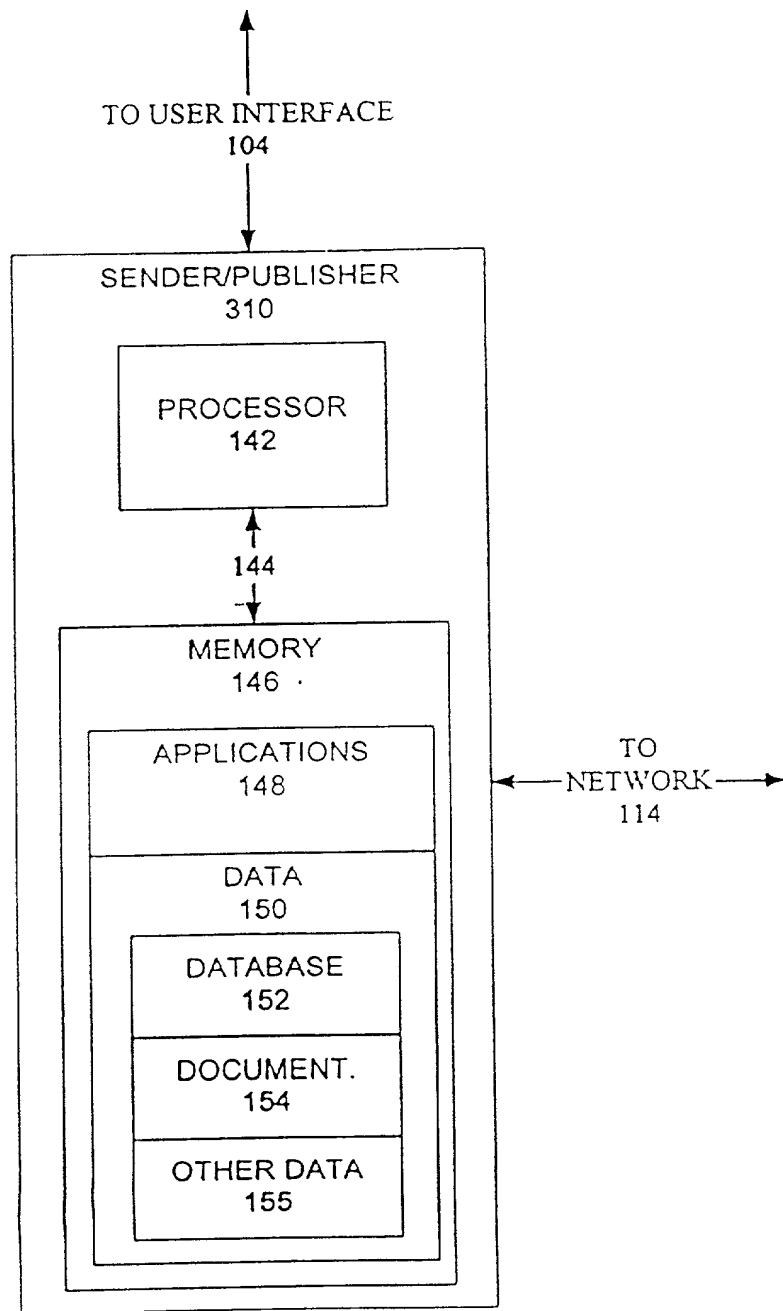 TO USER INTERFACE
104
SENDER/PUBLISHER
310
PROCESSOR
142
144
MEMORY
146
APPLICATIONS
148
TO
NETWORK
114
DATA
150
DATABASE
152
DOCUMENT.
154
OTHER DATA
155